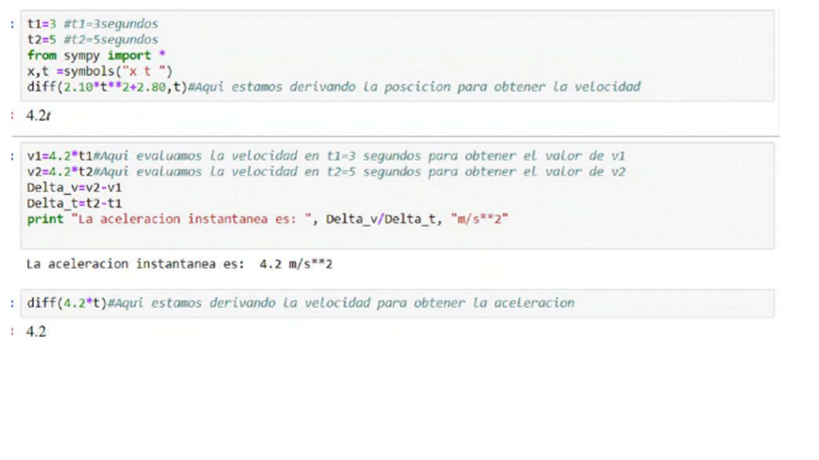 : t1=3 #t1=3segundos
t2=5 #t2=5segundos
from sympy import *
x,t =symbols("x t ")
diff(2.10*t**2+2.80,t)#Aqui estamos derivando la poscicion para obtener la velocidad
: 4.2t
: v1=4.2*t1#Aqui evaluamos la velocidad en t1=3 segundos para obtener el valor de v1
v2=4.2*t2#Aqui evaluamos la velocidad en t2=5 segundos para obtener el valor de v2
Delta_v=v2-v1
Delta_t=t2-t1
print "La aceleracion instantanea es: ", Delta_v/Delta_t, "m/s**2"
La aceleracion instantanea es:  4.2 m/s**2
: diff(4.2*t)#Aqui estamos derivando la velocidad para obtener la aceleracion
: 4.2